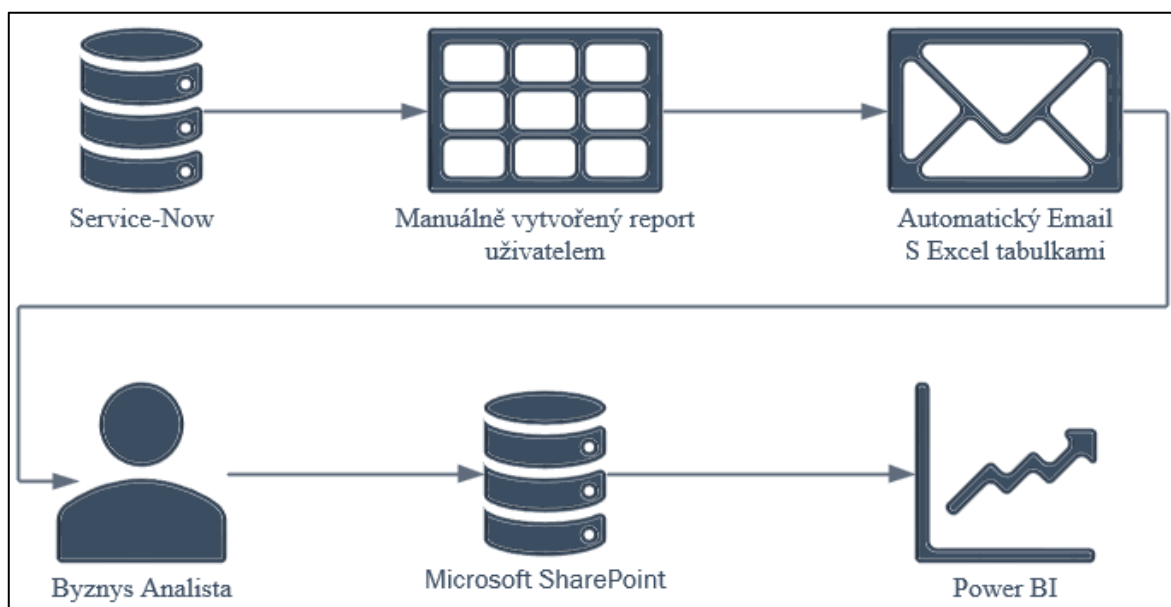 Service-Now
Manuálně vytvořený report
uživatelem
Automatický Email
S Excel tabulkami
Byznys Analista
Microsoft SharePoint
Power BI